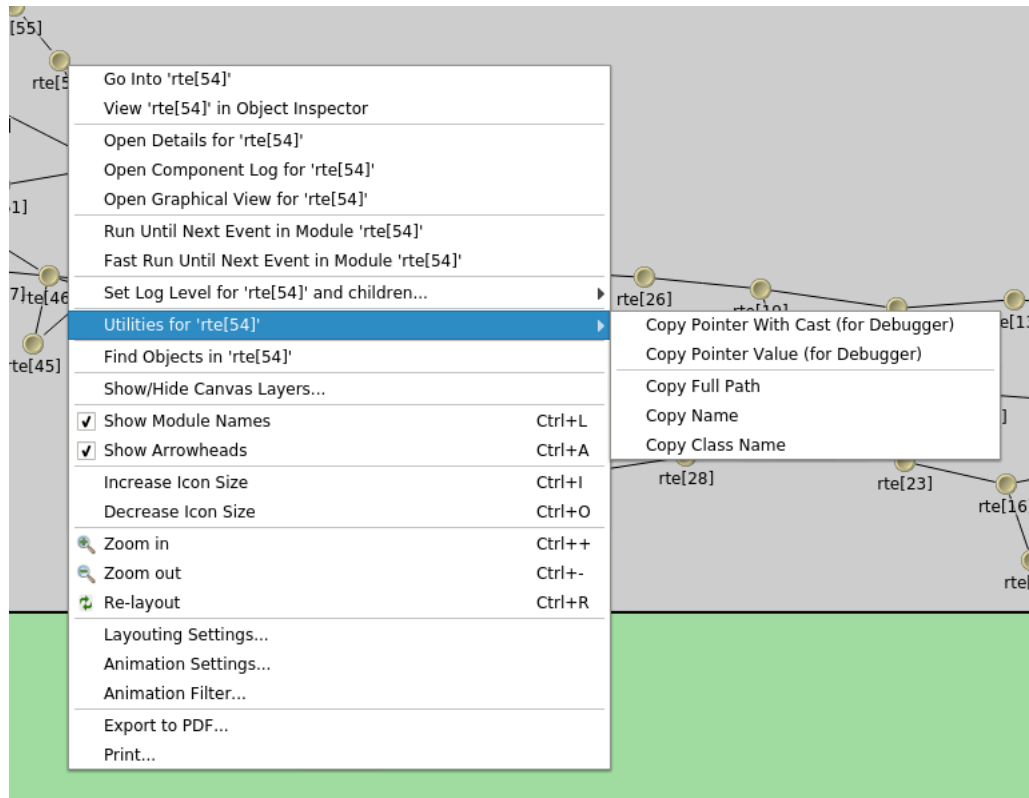 [55]
Go Into 'rte[54]'
View 'rte[54]' in Object Inspector
Open Details for 'rte[54]'
Open Component Log for 'rte[54]'
Open Graphical View for 'rte[54]'
Run Until Next Event in Module 'rte[54]'
Fast Run Until Next Event in Module 'rte[54]'
Set Log Level for 'rte[54]' and children...
Utilities for 'rte[54]'
Find Objects in 'rte[54]'
Show/Hide Canvas Layers...
Show Module Names Ctrl+L
Show Arrowheads Ctrl+A
Increase Icon Size Ctrl+I
Decrease Icon Size Ctrl+O
Zoom in Ctrl++
Zoom out Ctrl+-
Re-layout Ctrl+R
Layouting Settings...
Animation Settings...
Animation Filter...
Export to PDF...
Print...
Copy Pointer With Cast (for Debugger)
Copy Pointer Value (for Debugger)
Copy Full Path
Copy Name
Copy Class Name
rte[26]
rte[19]
rte[28]
rte[23]
rte[16
te[45]